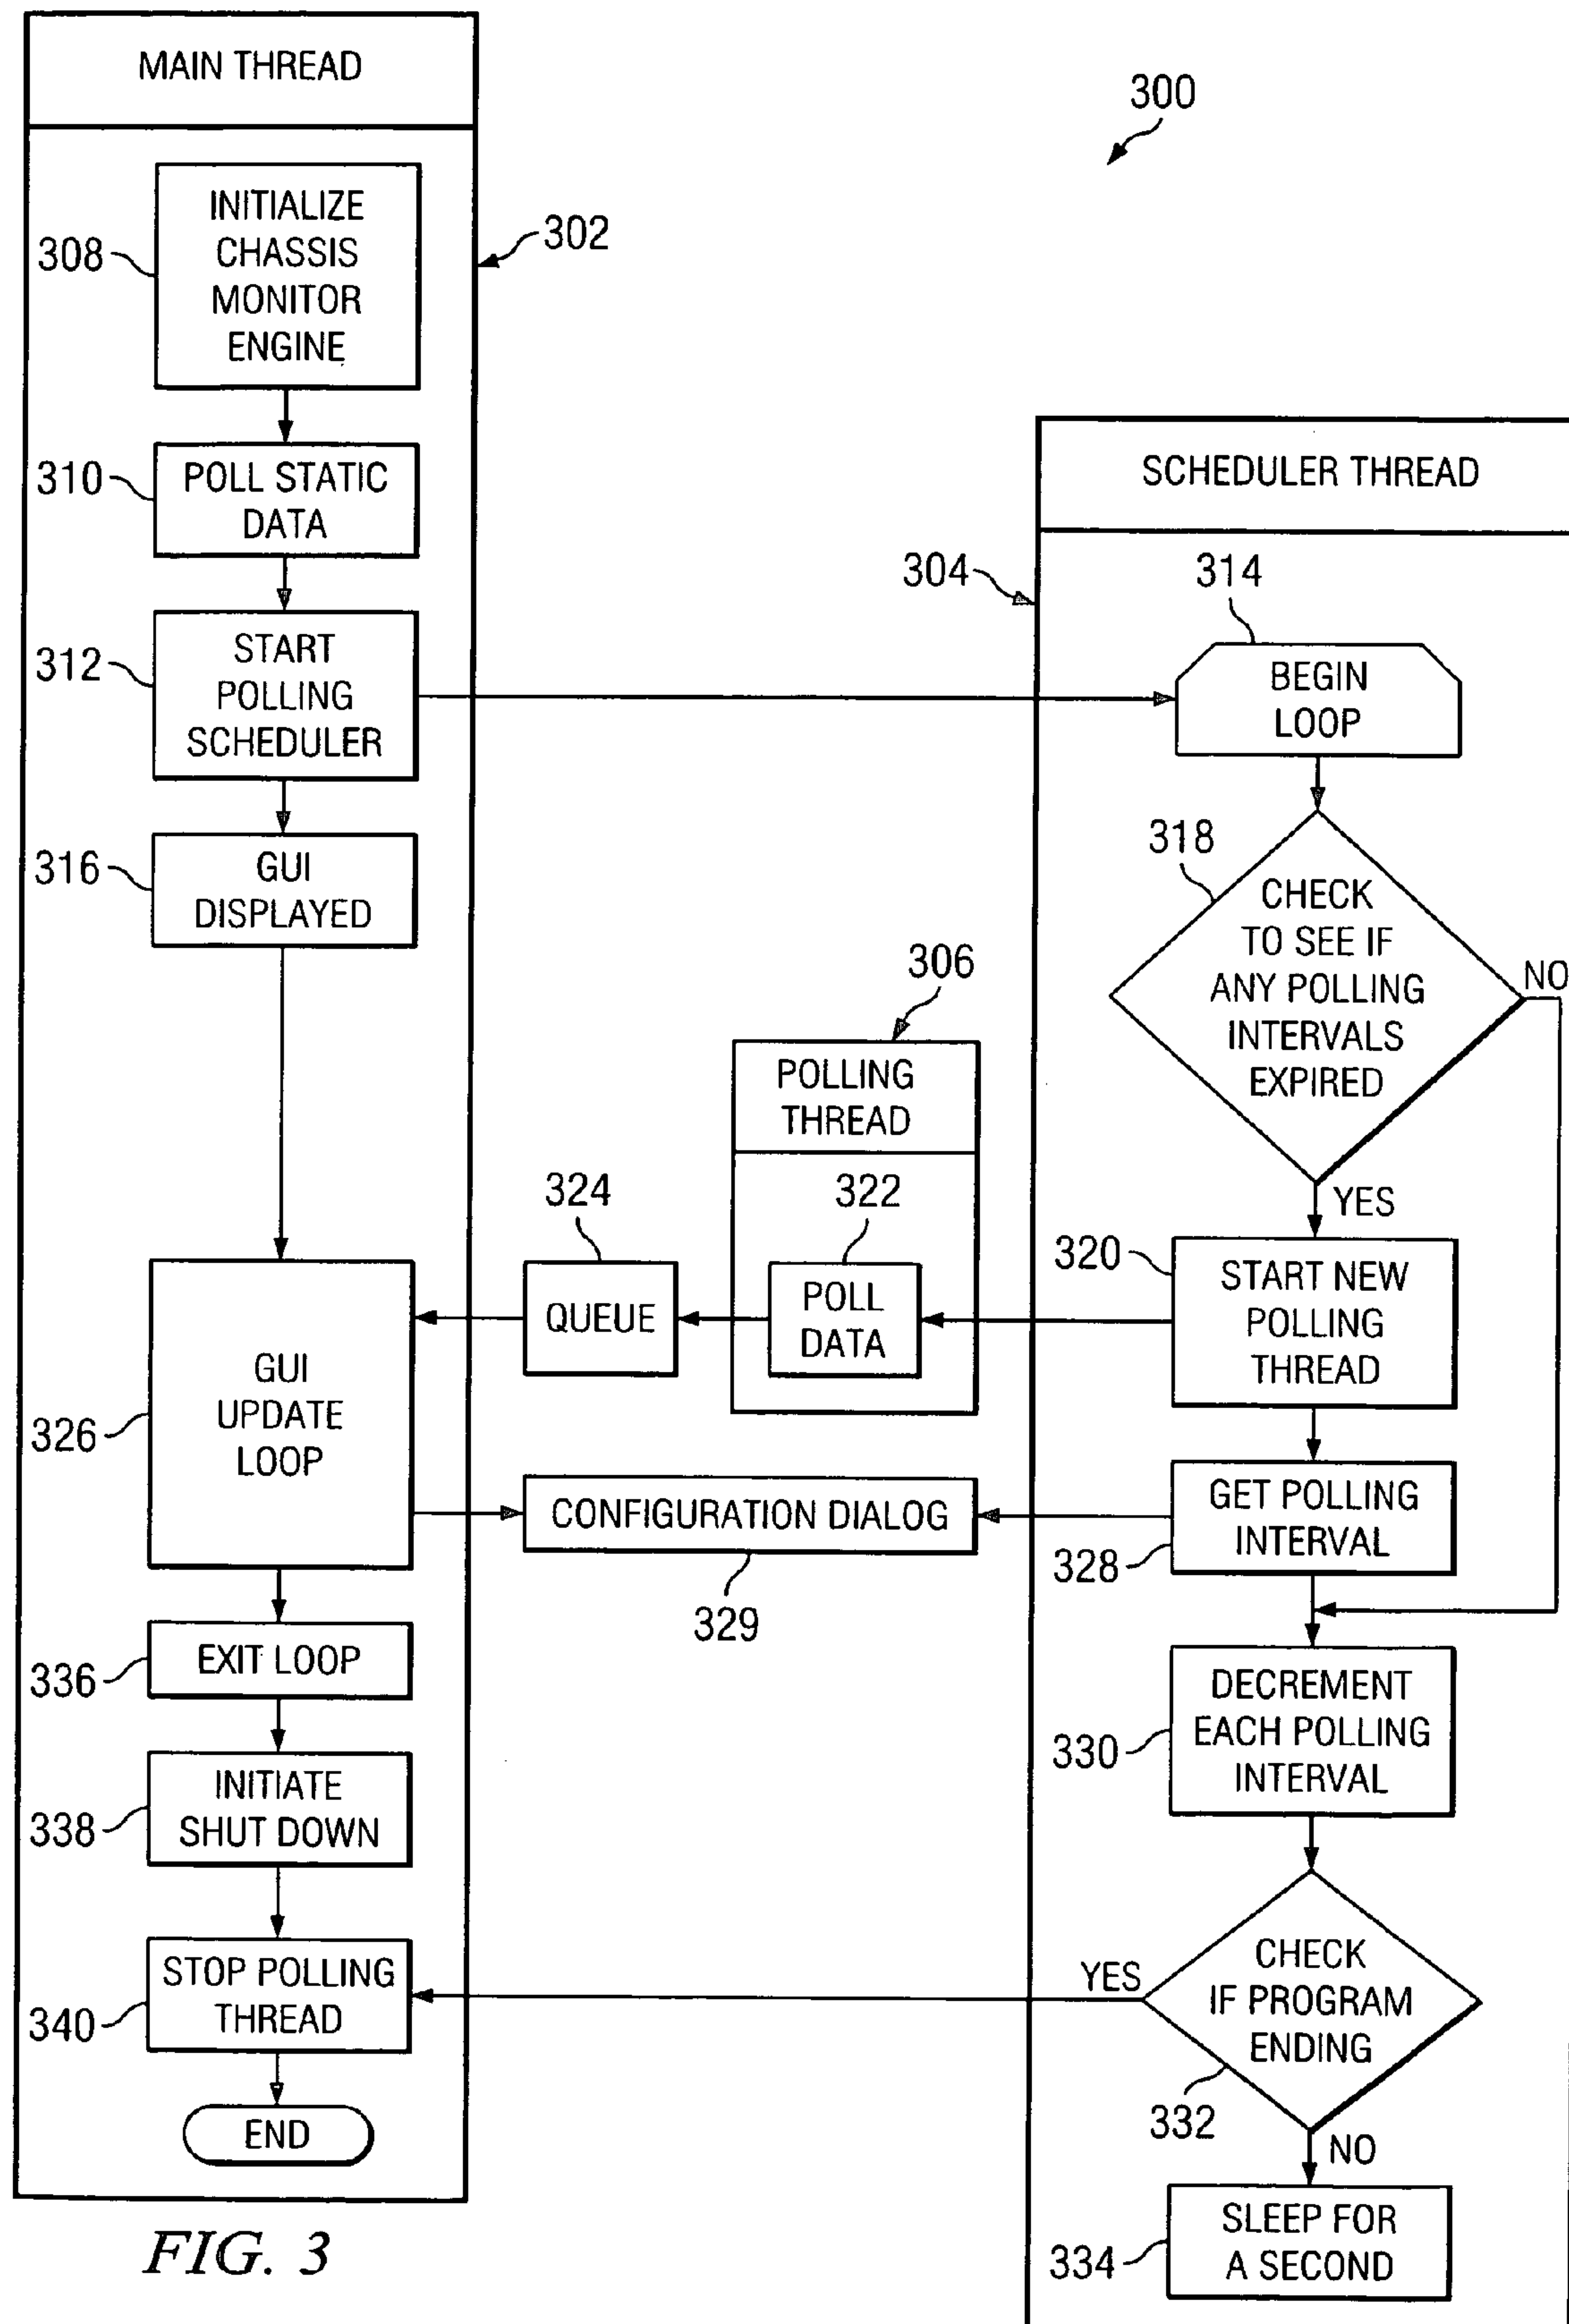 MAIN THREAD
300
INITIALIZE
CHASSIS
MONITOR
ENGINE
308
302
310
POLL STATIC
DATA
SCHEDULER THREAD
304
314
312
START
POLLING
SCHEDULER
BEGIN
LOOP
316
GUI
DISPLAYED
318
CHECK
TO SEE IF
ANY POLLING
INTERVALS
EXPIRED
NO
YES
306
POLLING
THREAD
322
324
POLL
DATA
QUEUE
320
START NEW
POLLING
THREAD
326
GUI
UPDATE
LOOP
CONFIGURATION DIALOG
329
GET POLLING
INTERVAL
328
336
EXIT LOOP
330
DECREMENT
EACH POLLING
INTERVAL
338
INITIATE
SHUT DOWN
340
STOP POLLING
THREAD
YES
CHECK
IF PROGRAM
ENDING
332
NO
END
334
SLEEP FOR
A SECOND
FIG. 3